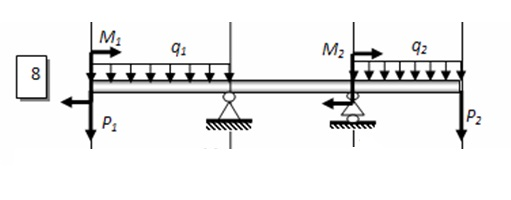 M₁ q₁ M₂ q₂
8
P₁ P₂